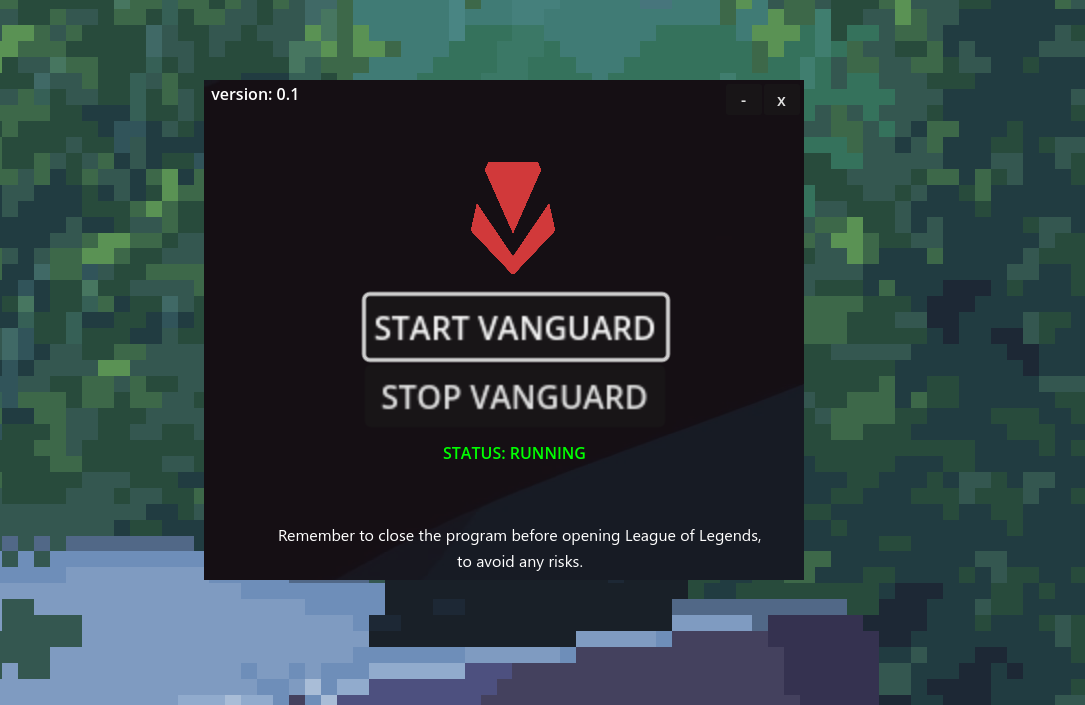 version: 0.1
- x
START VANGUARD
STOP VANGUARD
STATUS: RUNNING
Remember to close the program before opening League of Legends,
to avoid any risks.